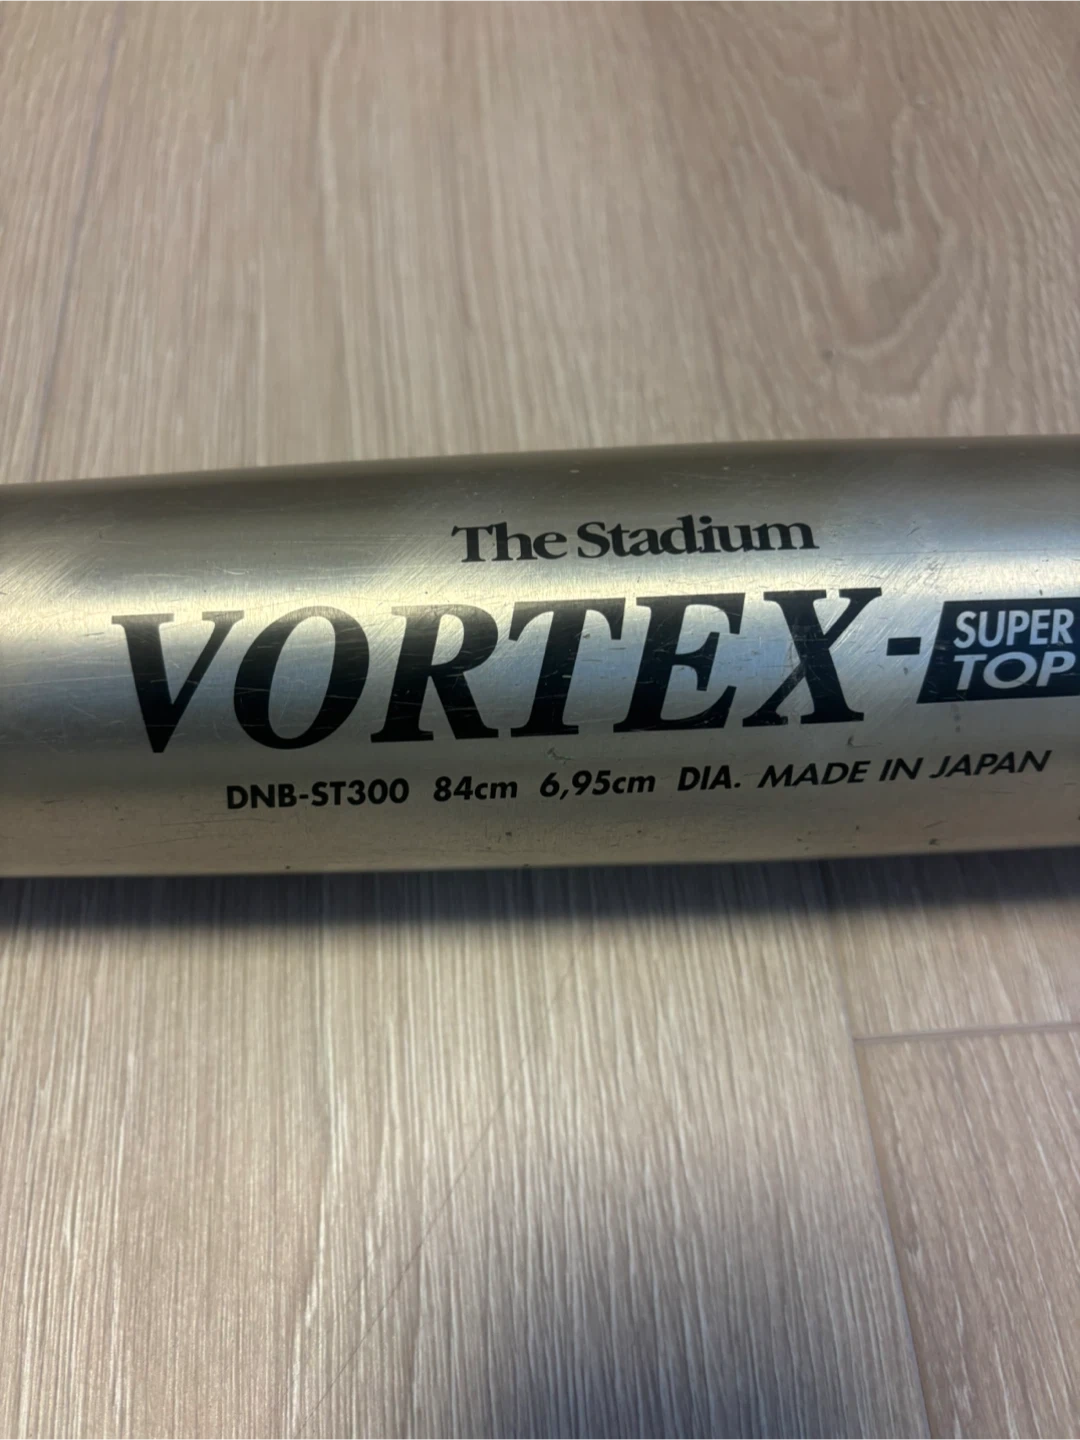 The Stadium
VORTEX-SUPER TOP
DNB-ST300 84cm 6,95cm DIA. MADE IN JAPAN